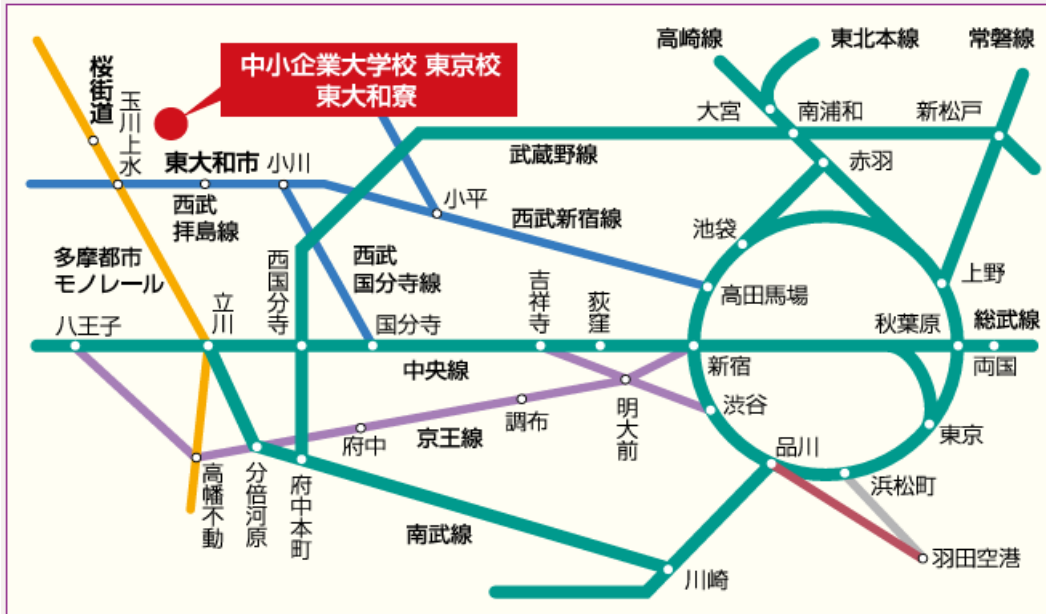 高崎線
東北本線
常磐線
中小企業大学校 東京校
東大和寮
桜街道
玉川上水
大宮
南浦和
新松戸
武蔵野線
赤羽
東大和市
小川
小平
西武
拝島線
西武新宿線
池袋
多摩都市
モノレール
西国分寺
西武
国分寺線
上野
高田馬場
八王子
立川
国分寺
吉祥寺
荻窪
秋葉原
総武線
中央線
新宿
両国
渋谷
明大前
調布
京王線
府中
東京
品川
浜松町
高幡不動
分倍河原
府中本町
南武線
羽田空港
川崎